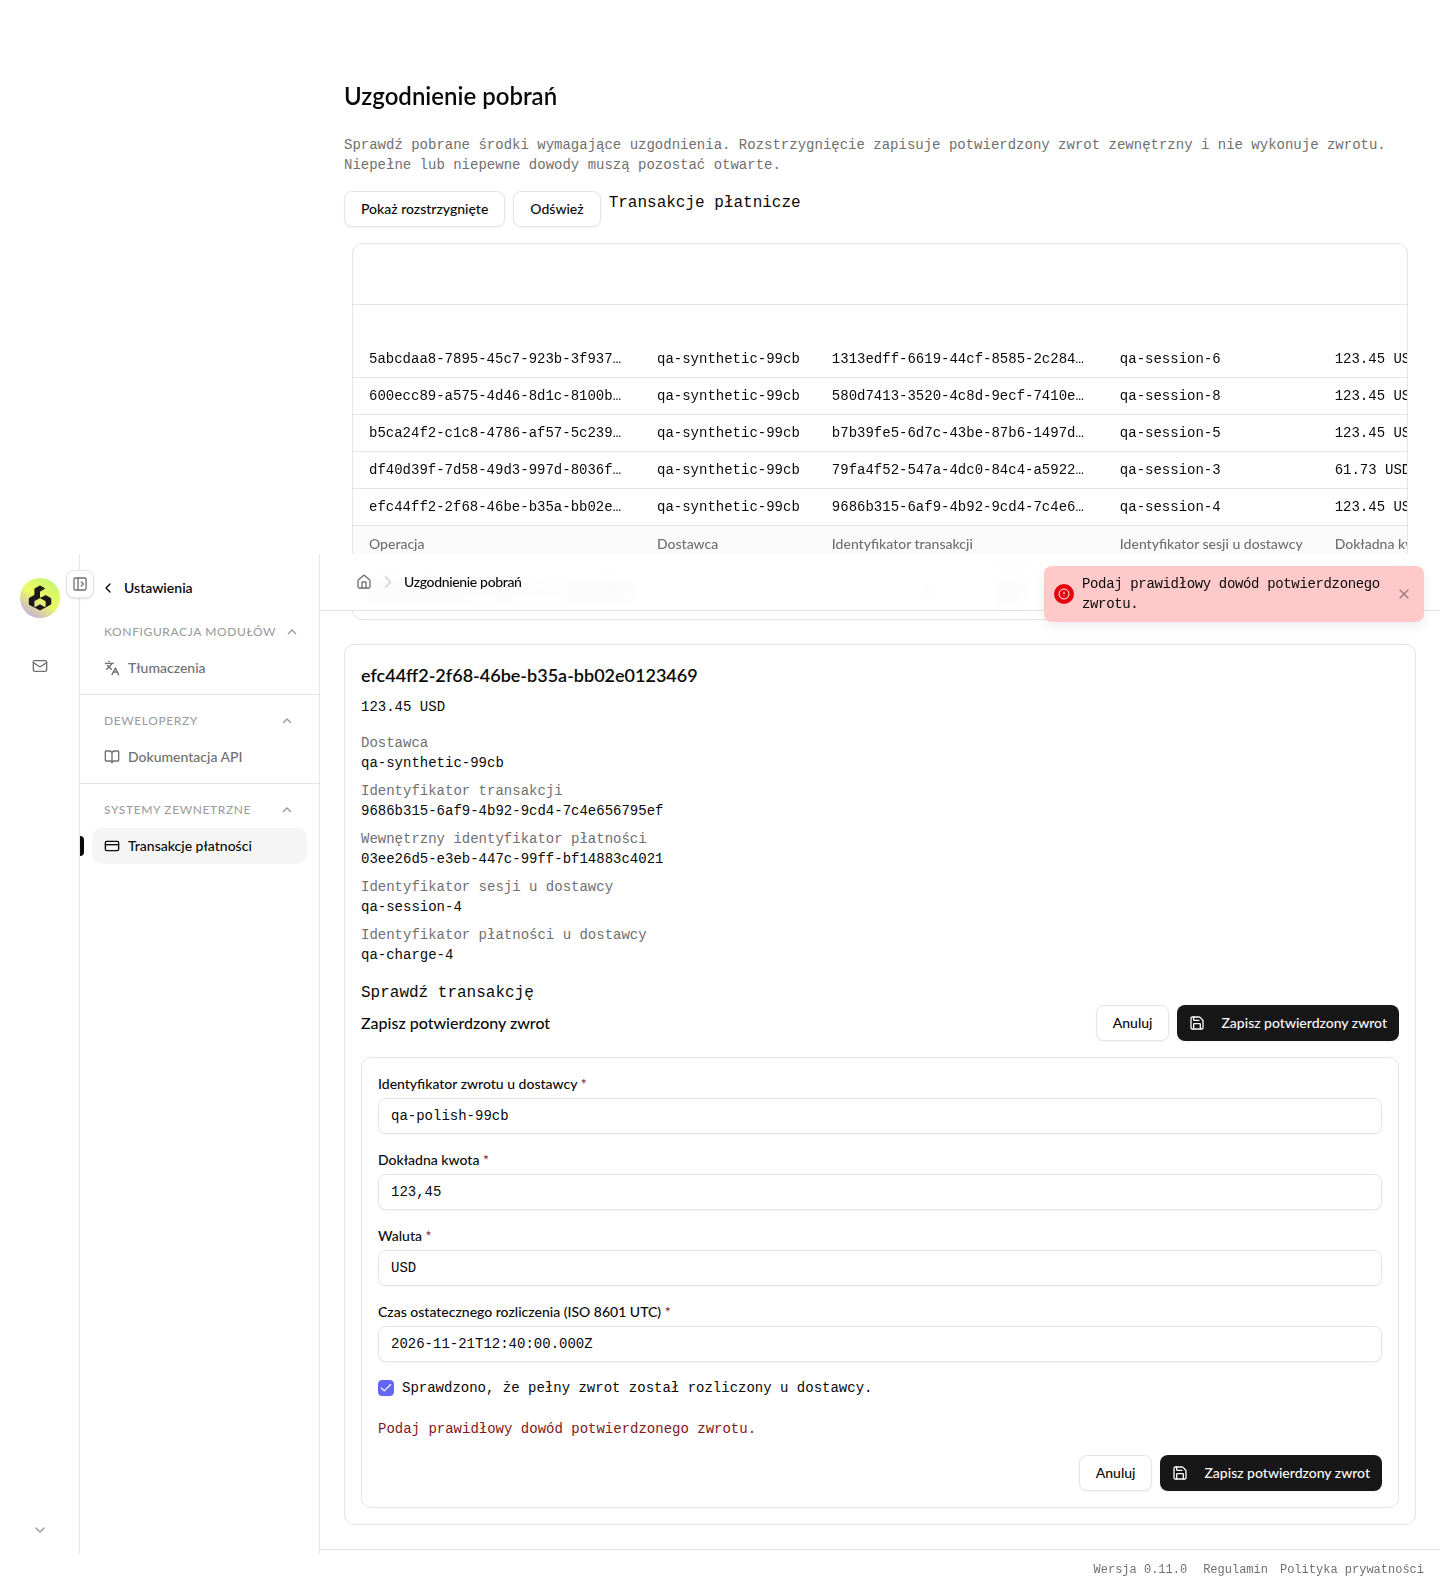 Uzgodnienie pobrań
Sprawdź pobrane środki wymagające uzgodnienia. Rozstrzygnięcie zapisuje potwierdzony zwrot zewnętrzny i nie wykonuje zwrotu.
Niepełne lub niepewne dowody muszą pozostać otwarte.
Pokaż rozstrzygnięte
Odśwież
Transakcje płatnicze
5abcdaa8-7895-45c7-923b-3f937… qa-synthetic-99cb 1313edff-6619-44cf-8585-2c284… qa-session-6 123.45 US
600ecc89-a575-4d46-8d1c-8100b… qa-synthetic-99cb 580d7413-3520-4c8d-9ecf-7410e… qa-session-8 123.45 US
b5ca24f2-c1c8-4786-af57-5c239… qa-synthetic-99cb b7b39fe5-6d7c-43be-87b6-1497d… qa-session-5 123.45 US
df40d39f-7d58-49d3-997d-8036f… qa-synthetic-99cb 79fa4f52-547a-4dc0-84c4-a5922… qa-session-3 61.73 USD
efc44ff2-2f68-46be-b35a-bb02e… qa-synthetic-99cb 9686b315-6af9-4b92-9cd4-7c4e6… qa-session-4 123.45 US
Operacja Dostawca Identyfikator transakcji Identyfikator sesji u dostawcy Dokładna kw
Ustawienia
KONFIGURACJA MODUŁÓW
Tłumaczenia
DEWELOPERZY
Dokumentacja API
SYSTEMY ZEWNETRZNE
Transakcje płatności
Uzgodnienie pobrań
Podaj prawidłowy dowód potwierdzonego
zwrotu.
efc44ff2-2f68-46be-b35a-bb02e0123469
123.45 USD
Dostawca
qa-synthetic-99cb
Identyfikator transakcji
9686b315-6af9-4b92-9cd4-7c4e656795ef
Wewnętrzny identyfikator płatności
03ee26d5-e3eb-447c-99ff-bf14883c4021
Identyfikator sesji u dostawcy
qa-session-4
Identyfikator płatności u dostawcy
qa-charge-4
Sprawdź transakcję
Zapisz potwierdzony zwrot
Anuluj
Zapisz potwierdzony zwrot
Identyfikator zwrotu u dostawcy *
qa-polish-99cb
Dokładna kwota *
123,45
Waluta *
USD
Czas ostatecznego rozliczenia (ISO 8601 UTC) *
2026-11-21T12:40:00.000Z
Sprawdzono, że pełny zwrot został rozliczony u dostawcy.
Podaj prawidłowy dowód potwierdzonego zwrotu.
Anuluj
Zapisz potwierdzony zwrot
Wersja 0.11.0 Regulamin Polityka prywatności